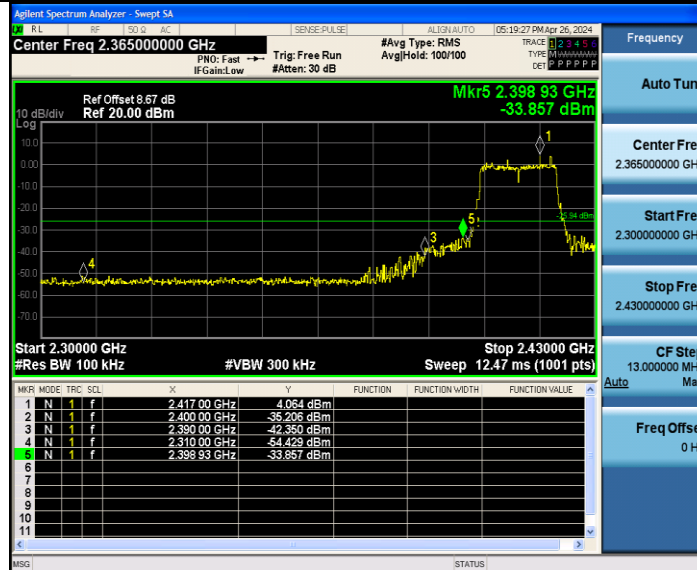 Agilent Spectrum Analyzer - Swept SA
RL RF 50 Ω AC SENSE:PULSE ALIGN AUTO 05:19:27 PM Apr 26, 2024
Center Freq 2.365000000 GHz
PNO: Fast
IFGain:Low
Trig: Free Run
#Atten: 30 dB
#Avg Type: RMS
Avg|Hold: 100/100
TRACE 1 2 3 4 5 6
TYPE M
DET P P P P P P
Ref Offset 8.67 dB
Ref 20.00 dBm
10 dB/div
Log
Mkr5 2.398 93 GHz
-33.857 dBm
10.0
0.00
-10.0
-20.0
-30.0
-40.0
-50.0
-60.0
-70.0
1
3
4
5
-25.94 dBm
Start 2.30000 GHz Stop 2.43000 GHz
#Res BW 100 kHz #VBW 300 kHz Sweep 12.47 ms (1001 pts)
MKR MODE TRC SCL X Y FUNCTION FUNCTION WIDTH FUNCTION VALUE
1 N 1 f 2.417 00 GHz 4.064 dBm
2 N 1 f 2.400 00 GHz -35.206 dBm
3 N 1 f 2.390 00 GHz -42.350 dBm
4 N 1 f 2.310 00 GHz -54.429 dBm
5 N 1 f 2.398 93 GHz -33.857 dBm
6
7
8
9
10
11
MSG STATUS
Frequency
Auto Tun
Center Fre
2.365000000 GH
Start Fre
2.300000000 GH
Stop Fre
2.430000000 GH
CF Ste
13.000000 MH
Auto Ma
Freq Offse
0 H